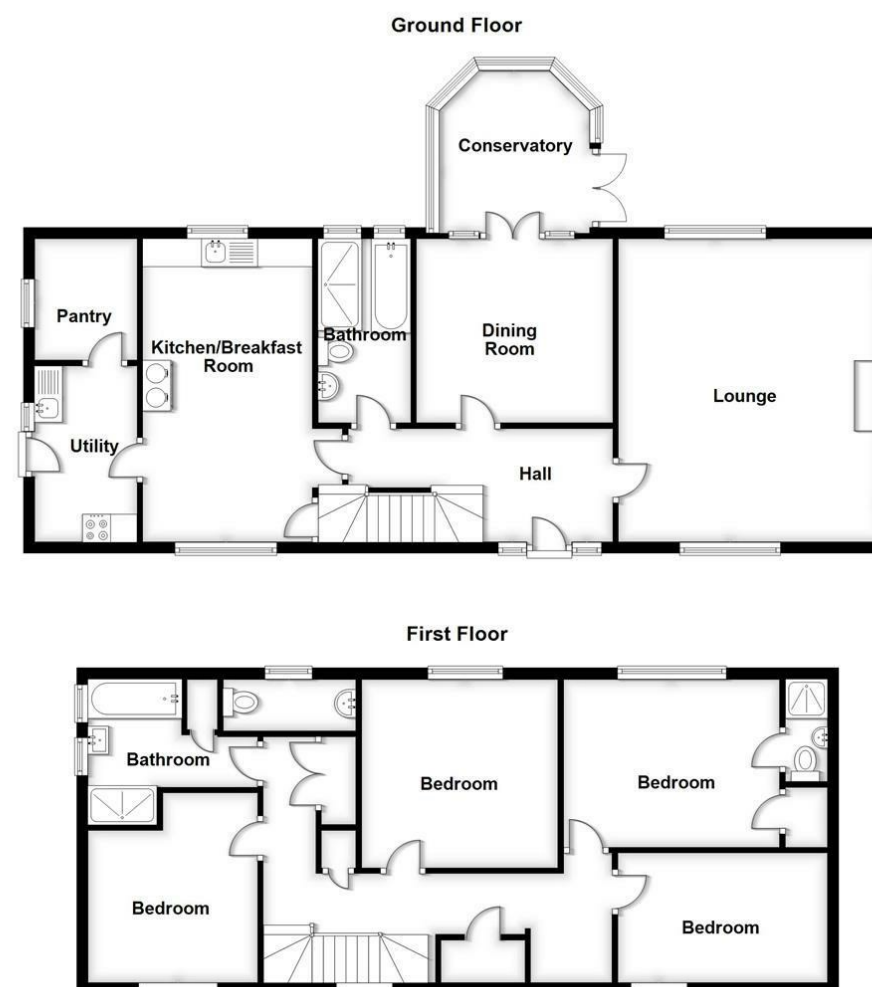 Ground Floor
Conservatory
Pantry
Kitchen/Breakfast
Room
Bathroom
Dining
Room
Lounge
Utility
Hall
First Floor
Bathroom
Bedroom
Bedroom
Bedroom
Bedroom